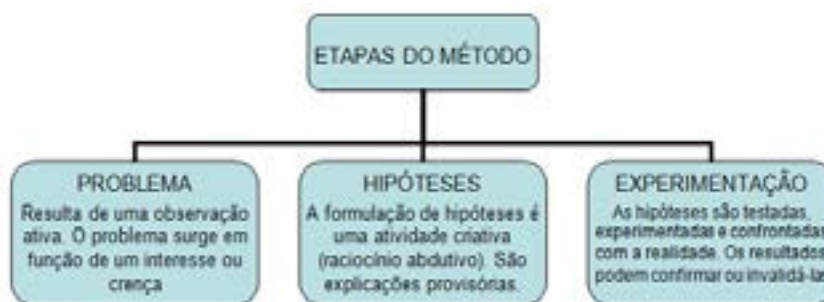 ETAPAS DO MÉTODO
PROBLEMA
Resulta de uma observação
ativa. O problema surge em
função de um interesse ou
crença
HIPÓTESES
A formulação de hipóteses é
uma atividade criativa
(raciocínio abdutivo). São
explicações provisórias.
EXPERIMENTAÇÃO
As hipóteses são testadas,
experimentadas e confrontadas
com a realidade. Os resultados
podem confirmar ou invalidá-las